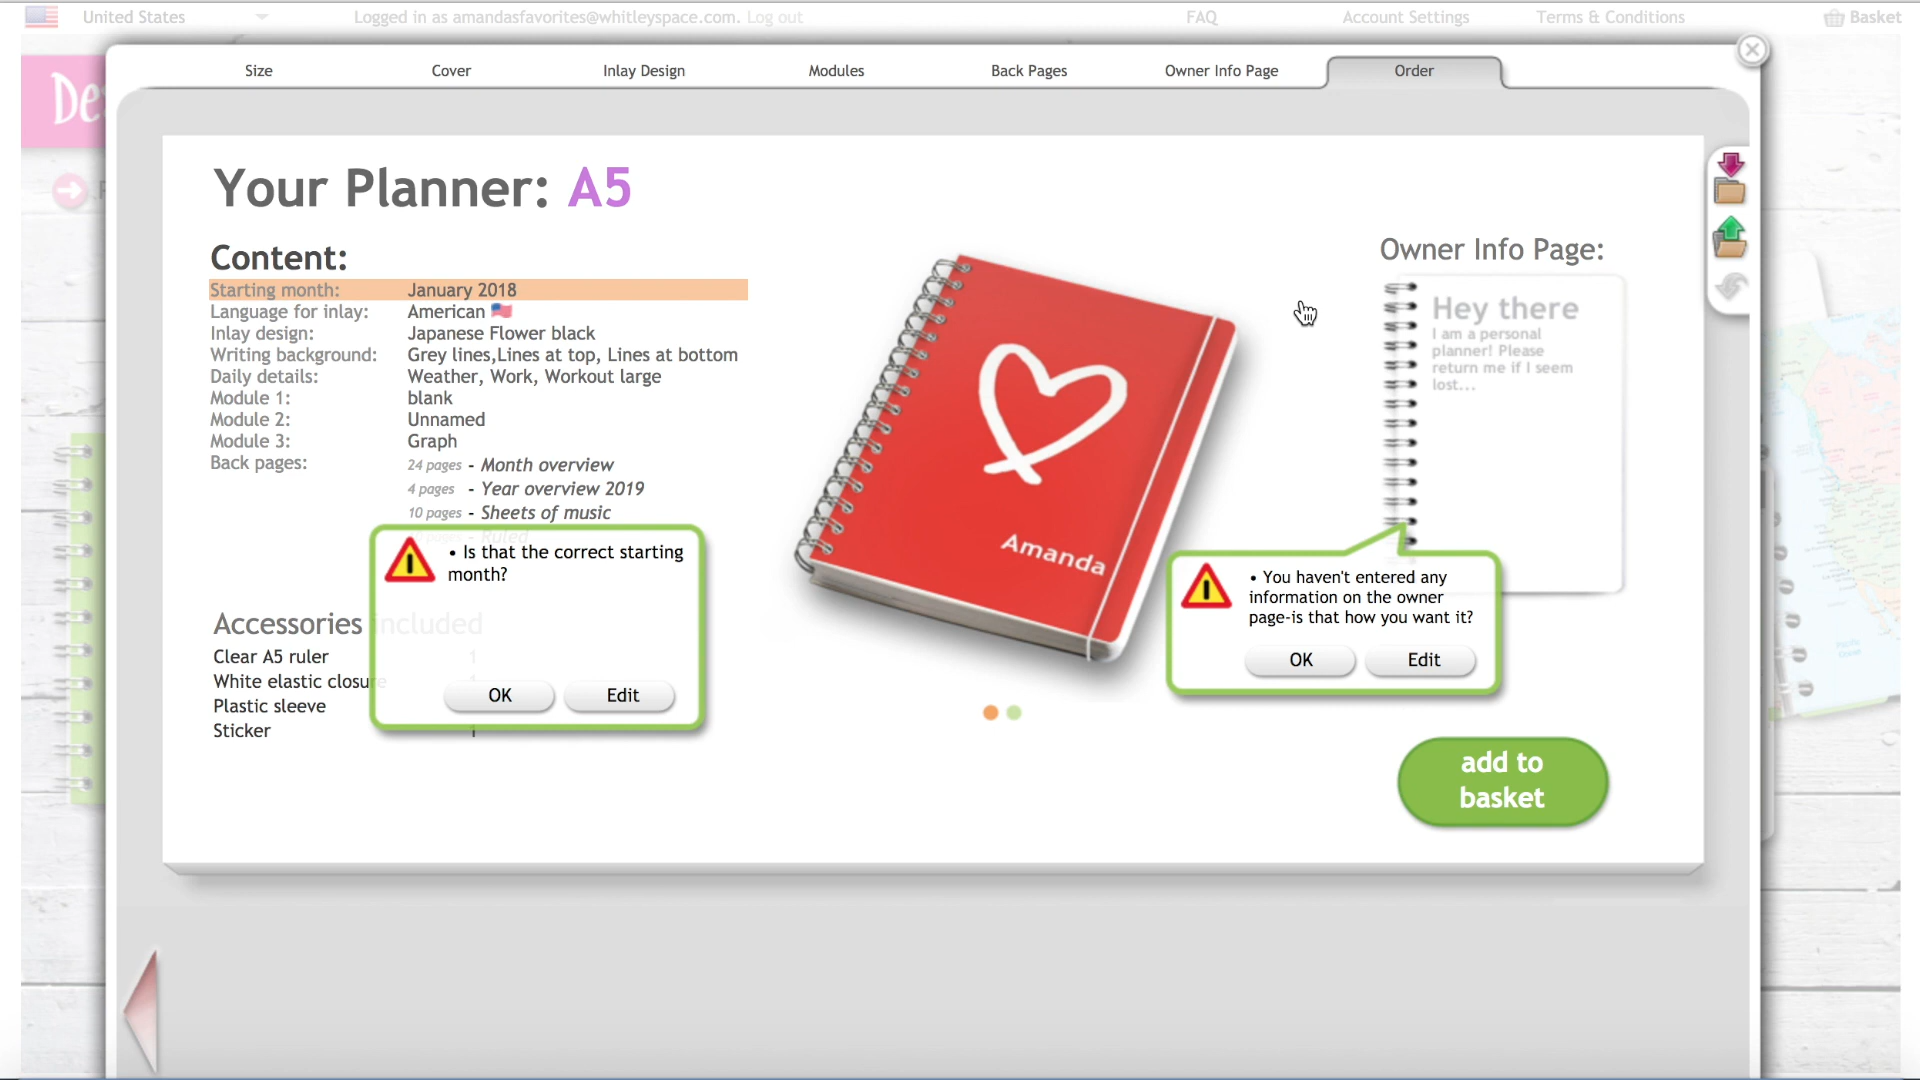 United States
Logged in as amandasfavorites@whitleyspace.com. Log out
FAQ
Account Settings
Terms & Conditions
Basket
Size
Cover
Inlay Design
Modules
Back Pages
Owner Info Page
Order
Des
Your Planner: A5
Content:
Starting month: January 2018
Language for inlay: American
Inlay design: Japanese Flower black
Writing background: Grey lines,Lines at top, Lines at bottom
Daily details: Weather, Work, Workout large
Module 1: blank
Module 2: Unnamed
Module 3: Graph
Back pages: 24 pages - Month overview
4 pages - Year overview 2019
10 pages - Sheets of music
- Ruled
• Is that the correct starting
month?
OK
Edit
Accessories included
Clear A5 ruler 1
White elastic closure 1
Plastic sleeve
Sticker 1
Amanda
Owner Info Page:
Hey there
I am a personal
planner! Please
return me if I seem
lost...
• You haven't entered any
information on the owner
page-is that how you want it?
OK
Edit
add to
basket